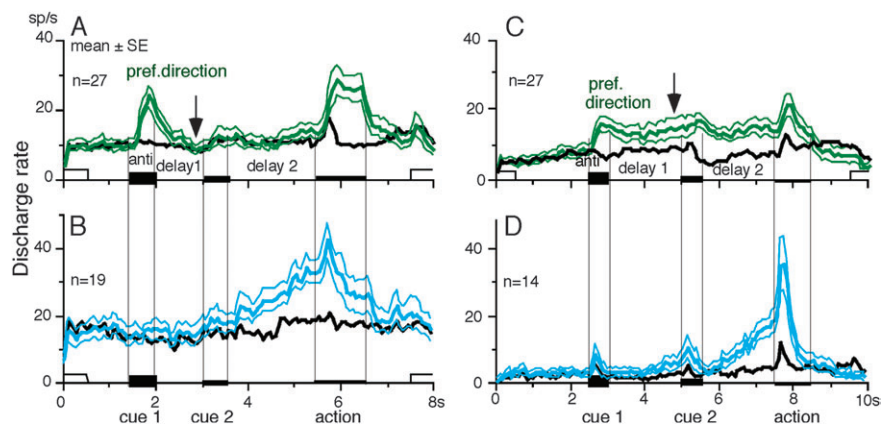 A
sp/s
40
mean ± SE
n=27
pref.direction
20
anti
delay1
delay 2
0
C
40
n=27
pref.
direction
20
anti
delay 1
delay 2
0
Discharge rate
B
40
n=19
20
0
0 2 4 6 8s
cue 1 cue 2 action
D
40
n=14
20
0
0 2 4 6 8 10s
cue 1 cue 2 action